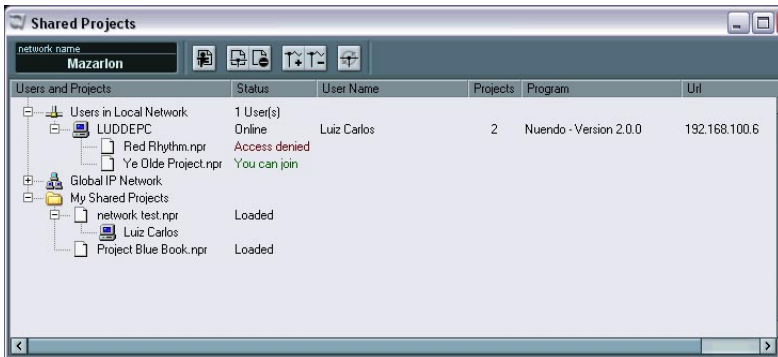 Shared Projects
network name
Mazarlon
Users and Projects Status User Name Projects Program Url
Users in Local Network 1 User(s)
LUDDEPC Online Luiz Carlos 2 Nuendo - Version 2.0.0 192.168.100.6
Red Rhythm.npr Access denied
Ye Olde Project.npr You can join
Global IP Network
My Shared Projects
network test.npr Loaded
Luiz Carlos
Project Blue Book.npr Loaded